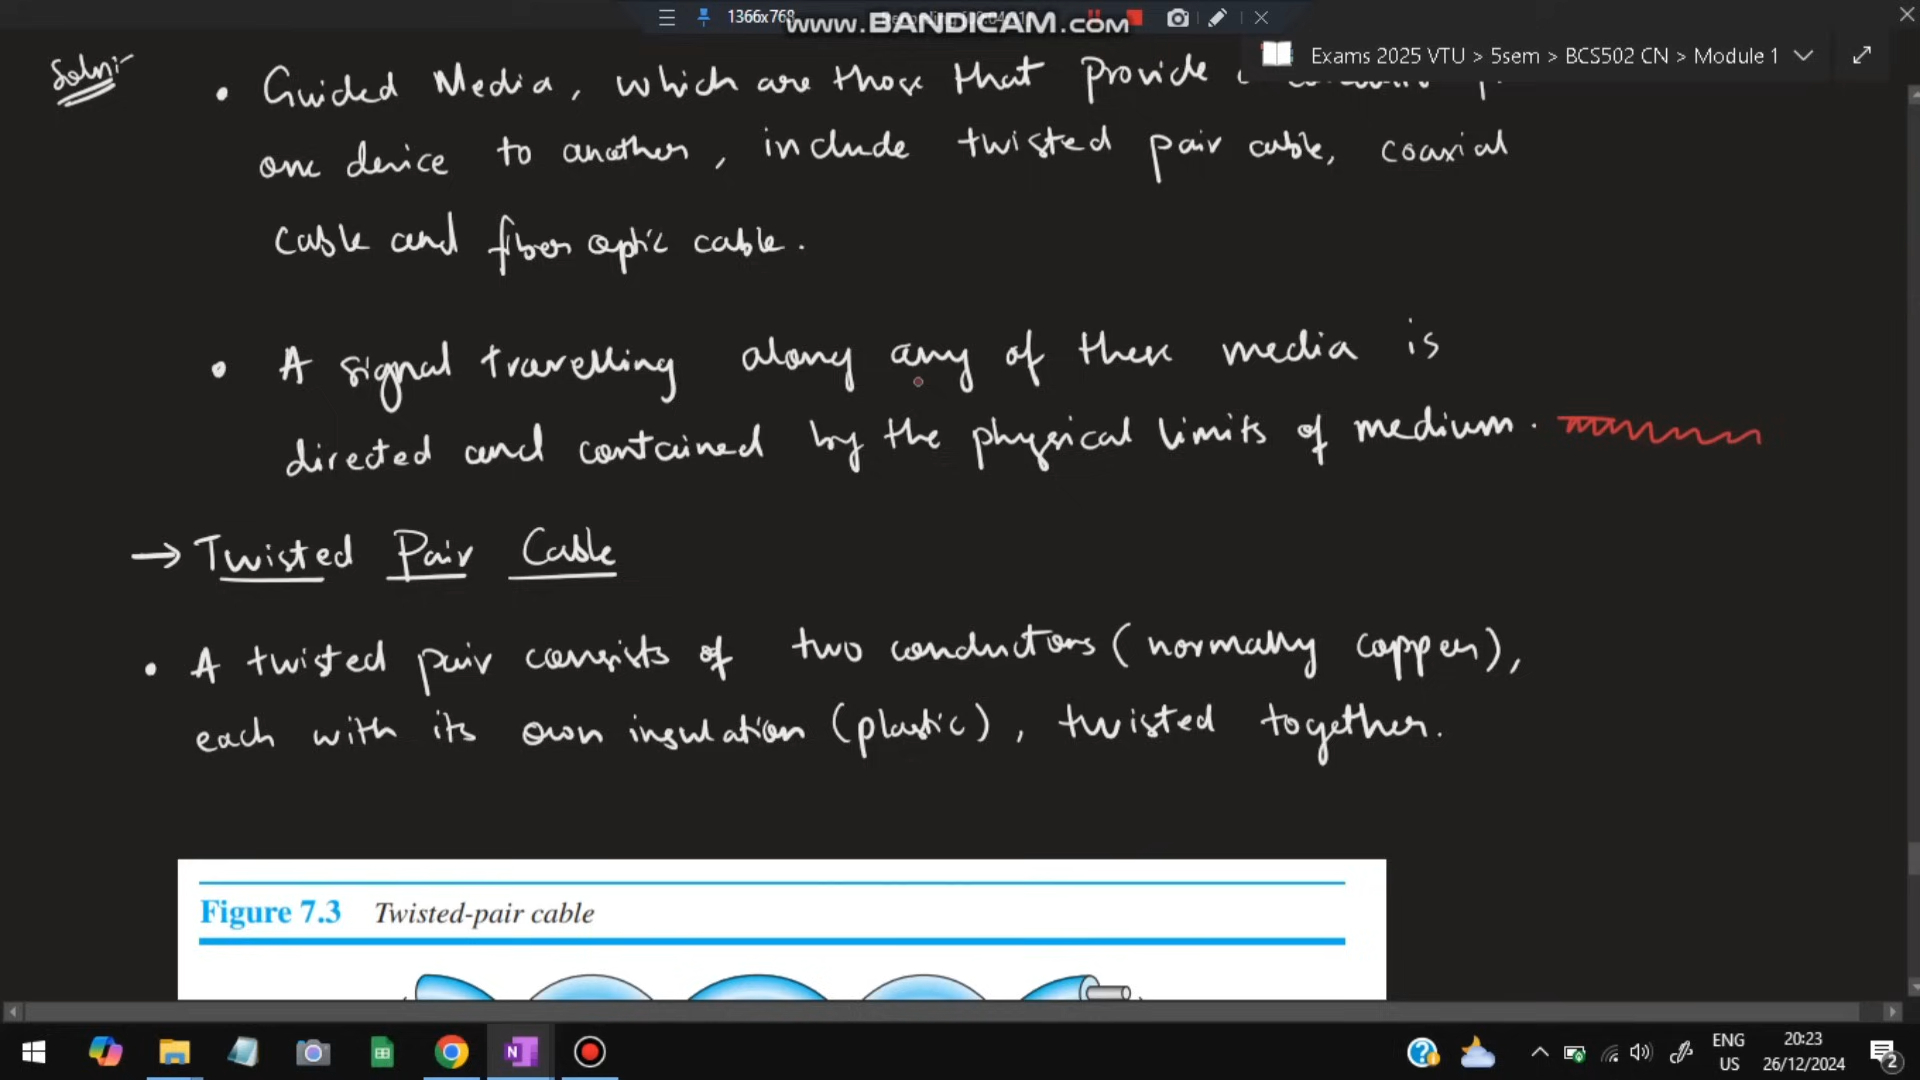 1366x768
www.BANDICAM.com
Exams 2025 VTU > 5sem > BCS502 CN > Module 1
Soln:-
• Guided Media, which are those that provide
one device to another, include twisted pair cable, coaxial
cable and fiber optic cable.
• A signal travelling along any of these media is
directed and contained by the physical limits of medium.
→ Twisted Pair Cable
• A twisted pair consists of two conductors (normally copper),
each with its own insulation (plastic), twisted together.
Figure 7.3 Twisted-pair cable
ENG
US
20:23
26/12/2024
2